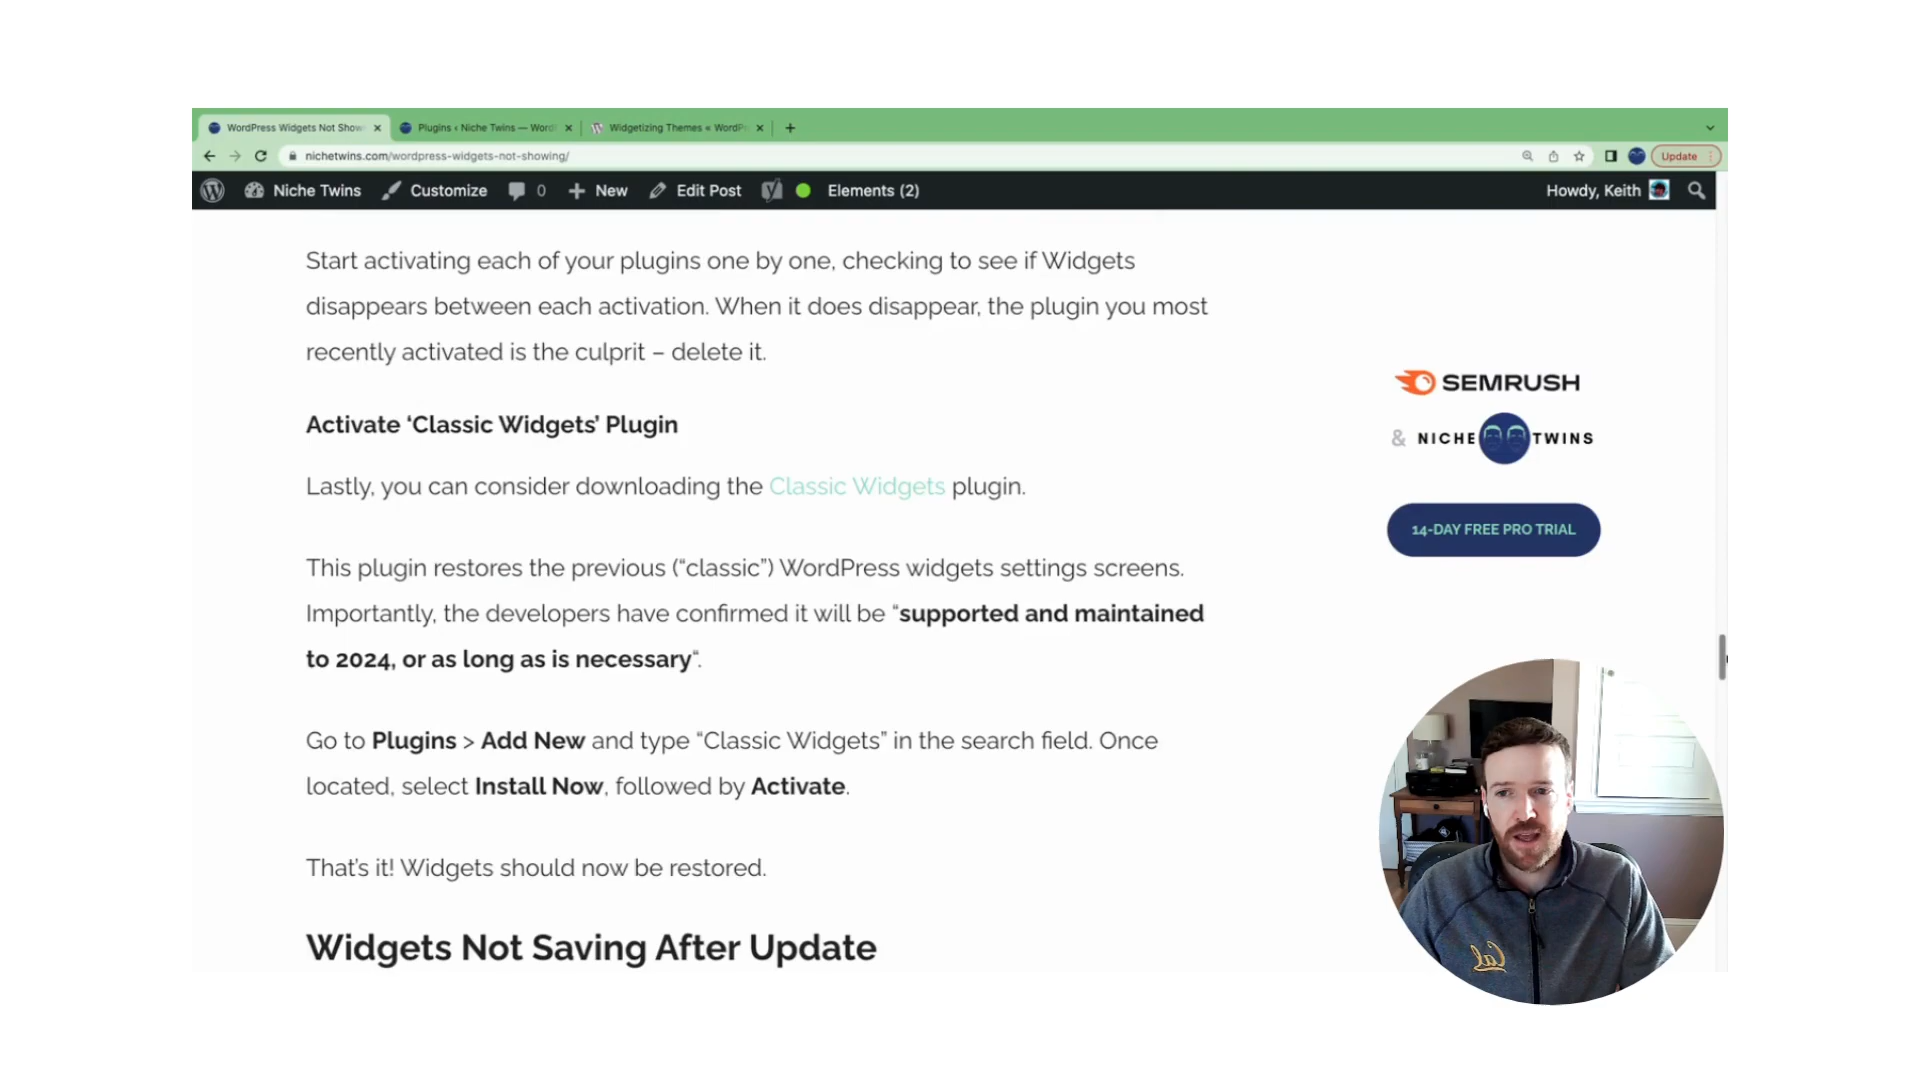 WordPress Widgets Not Show
Plugins ‹ Niche Twins — Word
Widgetizing Themes « WordPr
nichetwins.com/wordpress-widgets-not-showing/
Update
Niche Twins
Customize
0
New
Edit Post
Elements (2)
Howdy, Keith
Start activating each of your plugins one by one, checking to see if Widgets
disappears between each activation. When it does disappear, the plugin you most
recently activated is the culprit – delete it.
SEMRUSH
& NICHE TWINS
14-DAY FREE PRO TRIAL
Activate ‘Classic Widgets’ Plugin
Lastly, you can consider downloading the Classic Widgets plugin.
This plugin restores the previous (“classic”) WordPress widgets settings screens.
Importantly, the developers have confirmed it will be “supported and maintained
to 2024, or as long as is necessary“.
Go to Plugins > Add New and type “Classic Widgets” in the search field. Once
located, select Install Now, followed by Activate.
That’s it! Widgets should now be restored.
Widgets Not Saving After Update
Cal